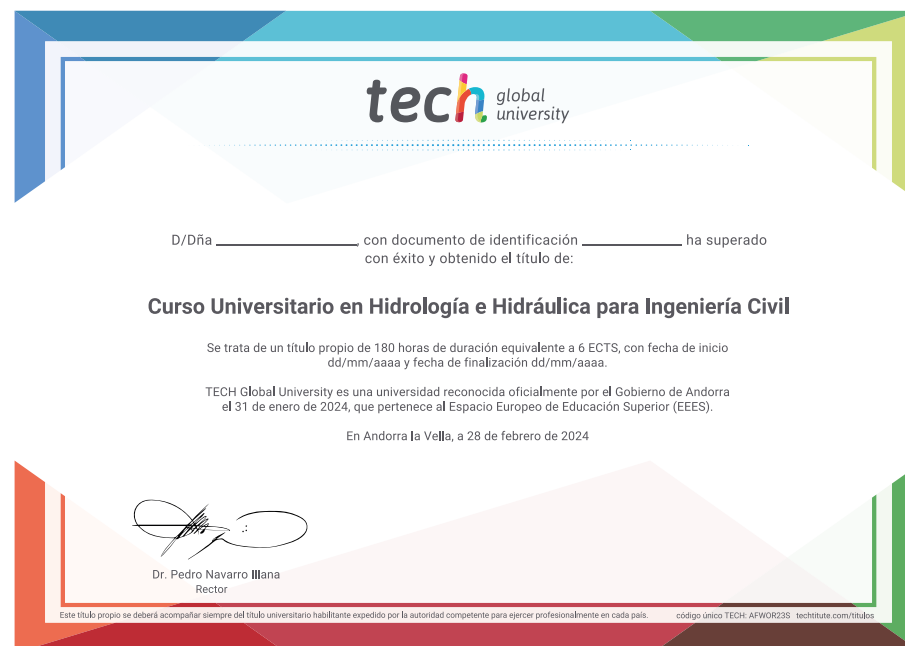 tech global university
D/Dña ______________, con documento de identificación __________ ha superado
con éxito y obtenido el título de:
Curso Universitario en Hidrología e Hidráulica para Ingeniería Civil
Se trata de un título propio de 180 horas de duración equivalente a 6 ECTS, con fecha de inicio
dd/mm/aaaa y fecha de finalización dd/mm/aaaa.
TECH Global University es una universidad reconocida oficialmente por el Gobierno de Andorra
el 31 de enero de 2024, que pertenece al Espacio Europeo de Educación Superior (EEES).
En Andorra la Vella, a 28 de febrero de 2024
Dr. Pedro Navarro Illana
Rector
Este título propio se deberá acompañar siempre del título universitario habilitante expedido por la autoridad competente para ejercer profesionalmente en cada país. código único TECH: AFWOR23S techtitute.com/titulos